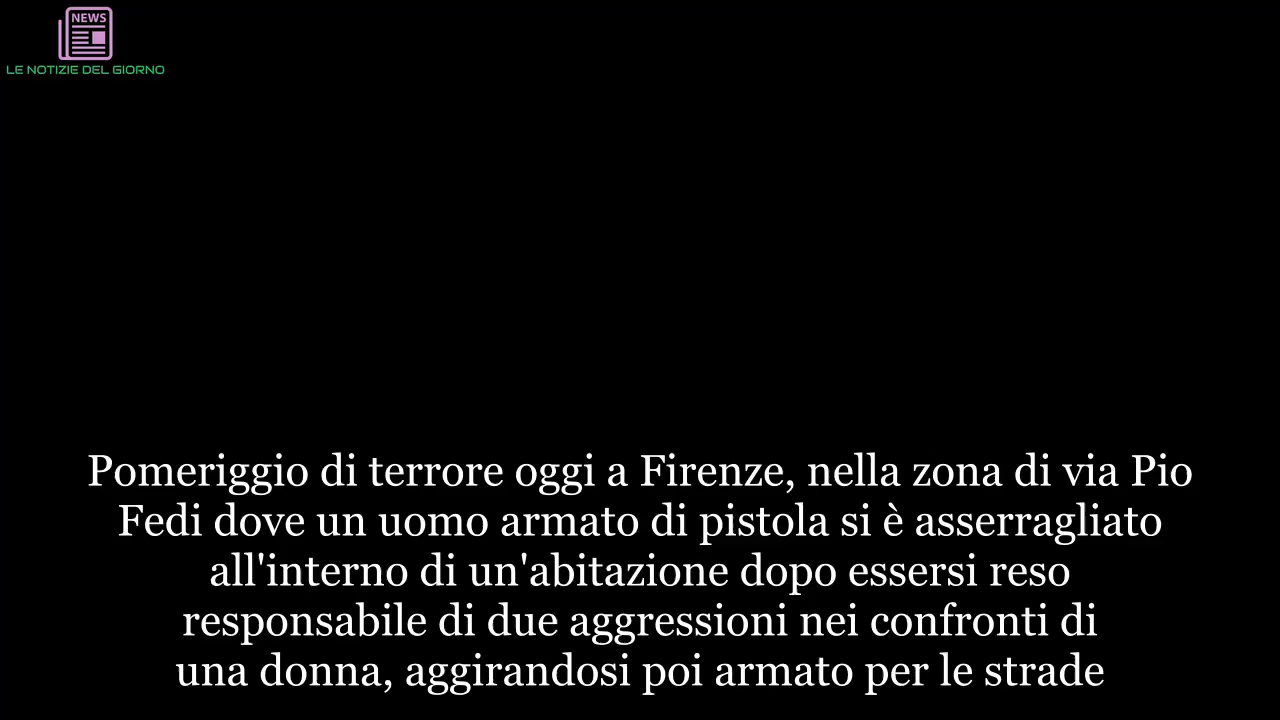 NEWS
LE NOTIZIE DEL GIORNO
Pomeriggio di terrore oggi a Firenze, nella zona di via Pio
Fedi dove un uomo armato di pistola si è asserragliato
all'interno di un'abitazione dopo essersi reso
responsabile di due aggressioni nei confronti di
una donna, aggirandosi poi armato per le strade